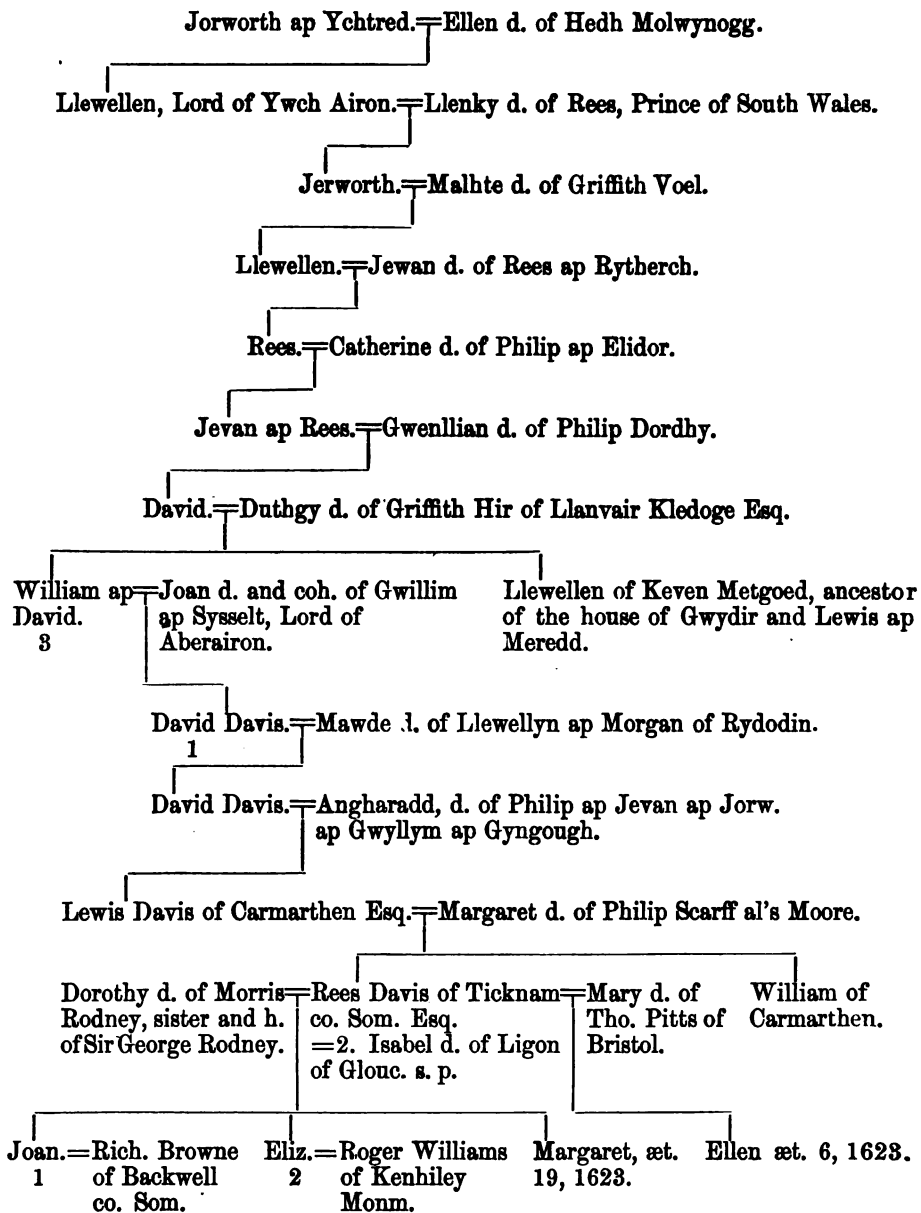 Jorworth ap Ychtred.=Ellen d. of Hedh Molwynogg.
Llewellen, Lord of Ywch Airon.=Llenky d. of Rees, Prince of South Wales.
Jerworth.=Malhte d. of Griffith Voel.
Llewellen.=Jewan d. of Rees ap Rytherch.
Rees.=Catherine d. of Philip ap Elidor.
Jevan ap Rees.=Gwenllian d. of Philip Dordhy.
David.=Duthgy d. of Griffith Hir of Llanvair Kledoge Esq.
William ap=Joan d. and coh. of Gwillim
David. ap Sysselt, Lord of
3 Aberairon.
Llewellen of Keven Metgoed, ancestor
of the house of Gwydir and Lewis ap
Meredd.
David Davis.=Mawde d. of Llewellyn ap Morgan of Rydodin.
1
David Davis.=Angharadd, d. of Philip ap Jevan ap Jorw.
ap Gwyllym ap Gyngough.
Lewis Davis of Carmarthen Esq.=Margaret d. of Philip Scarff al's Moore.
Dorothy d. of Morris=
Rodney, sister and h.
of Sir George Rodney.
Rees Davis of Ticknam=
co. Som. Esq.
=2. Isabel d. of Ligon
of Glouc. s. p.
Mary d. of
Tho. Pitts of
Bristol.
William of
Carmarthen.
Joan.=Rich. Browne
1 of Backwell
co. Som.
Eliz.=Roger Williams
2 of Kenhiley
Monm.
Margaret, æt.
19, 1623.
Ellen æt. 6, 1623.